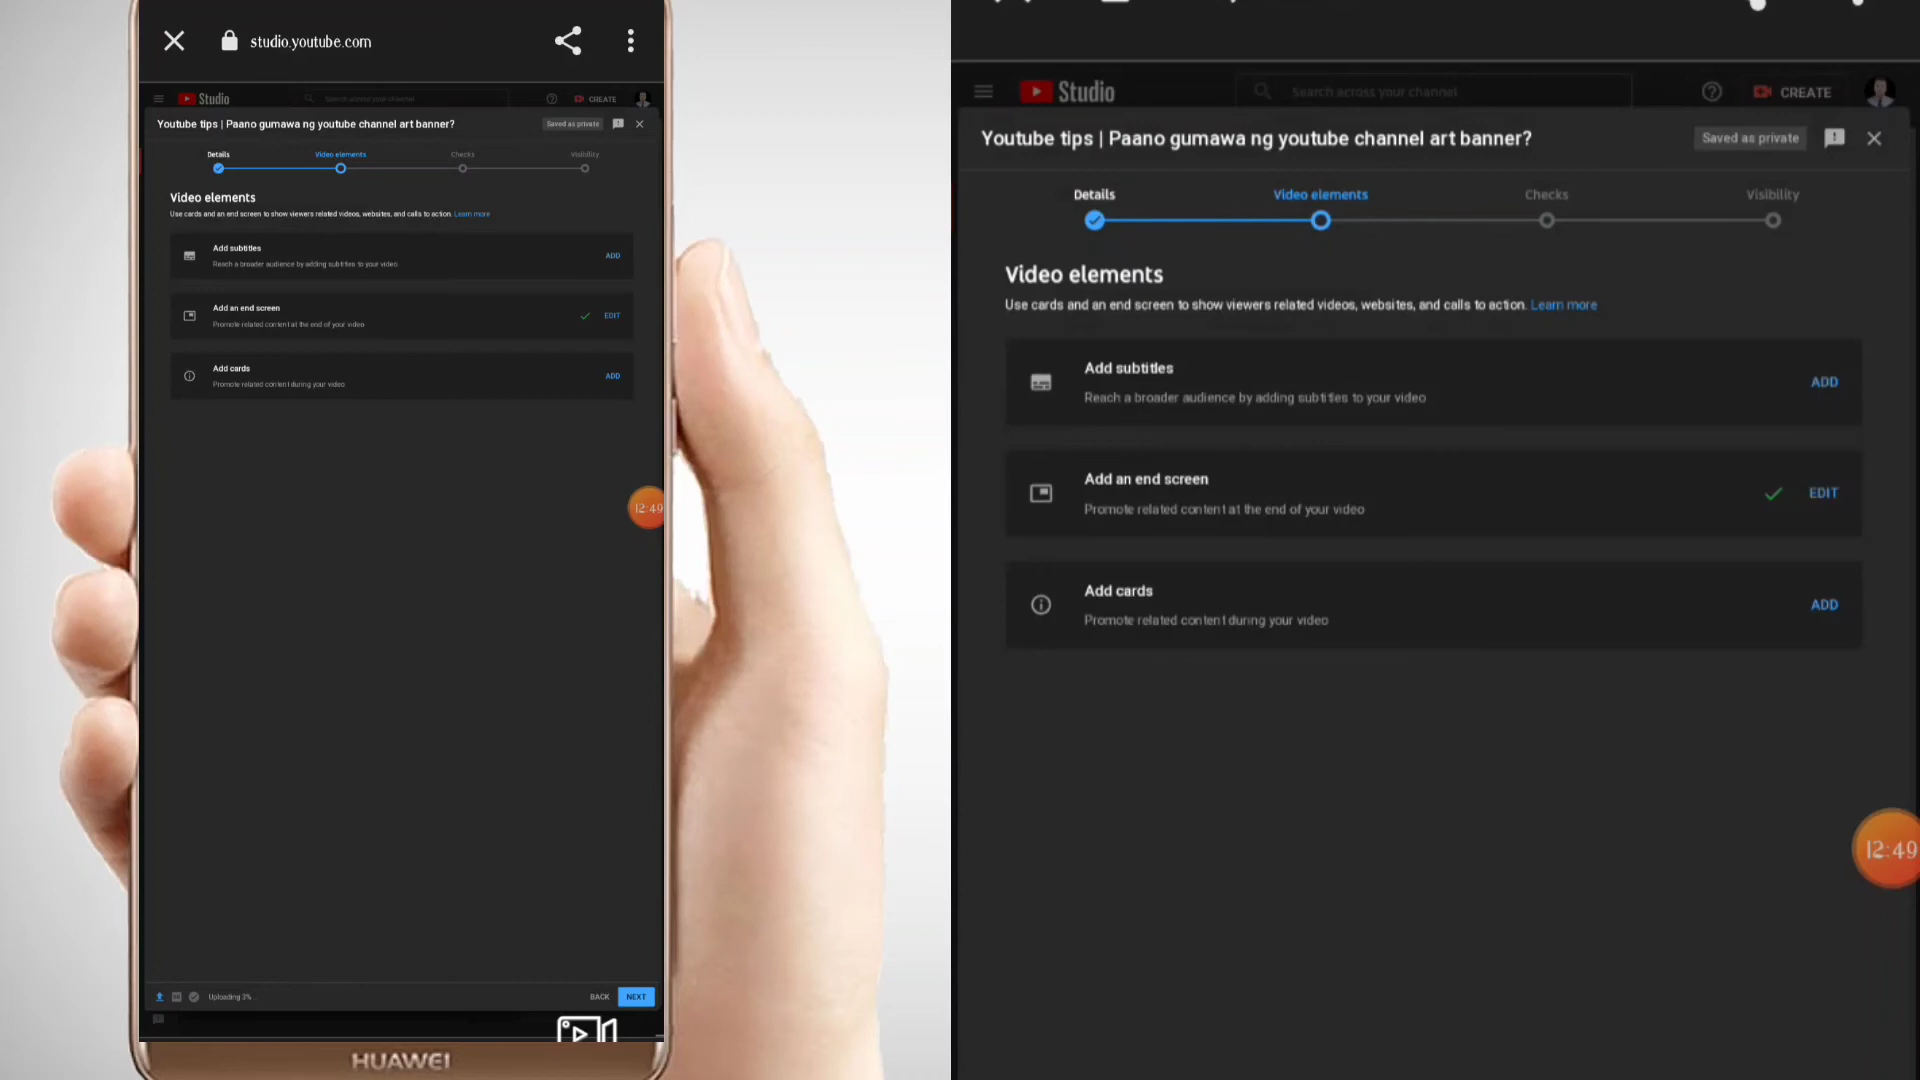 studio.youtube.com
Studio
Search across your channel
CREATE
Youtube tips | Paano gumawa ng youtube channel art banner?
Saved as private
Details
Video elements
Checks
Visibility
Video elements
Use cards and an end screen to show viewers related videos, websites, and calls to action. Learn more
Add subtitles
Reach a broader audience by adding subtitles to your video
ADD
Add an end screen
Promote related content at the end of your video
EDIT
Add cards
Promote related content during your video
ADD
12:49
Uploading 3% ...
BACK
NEXT
HUAWEI
Studio
Search across your channel
CREATE
Youtube tips | Paano gumawa ng youtube channel art banner?
Saved as private
Details
Video elements
Checks
Visibility
Video elements
Use cards and an end screen to show viewers related videos, websites, and calls to action. Learn more
Add subtitles
Reach a broader audience by adding subtitles to your video
ADD
Add an end screen
Promote related content at the end of your video
EDIT
Add cards
Promote related content during your video
ADD
12:49